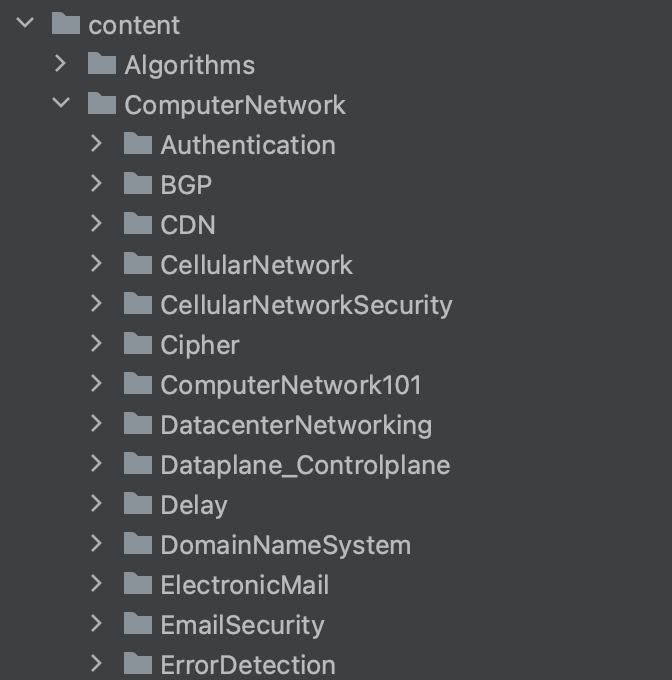 content
Algorithms
ComputerNetwork
Authentication
BGP
CDN
CellularNetwork
CellularNetworkSecurity
Cipher
ComputerNetwork101
DatacenterNetworking
Dataplane_Controlplane
Delay
DomainNameSystem
ElectronicMail
EmailSecurity
ErrorDetection